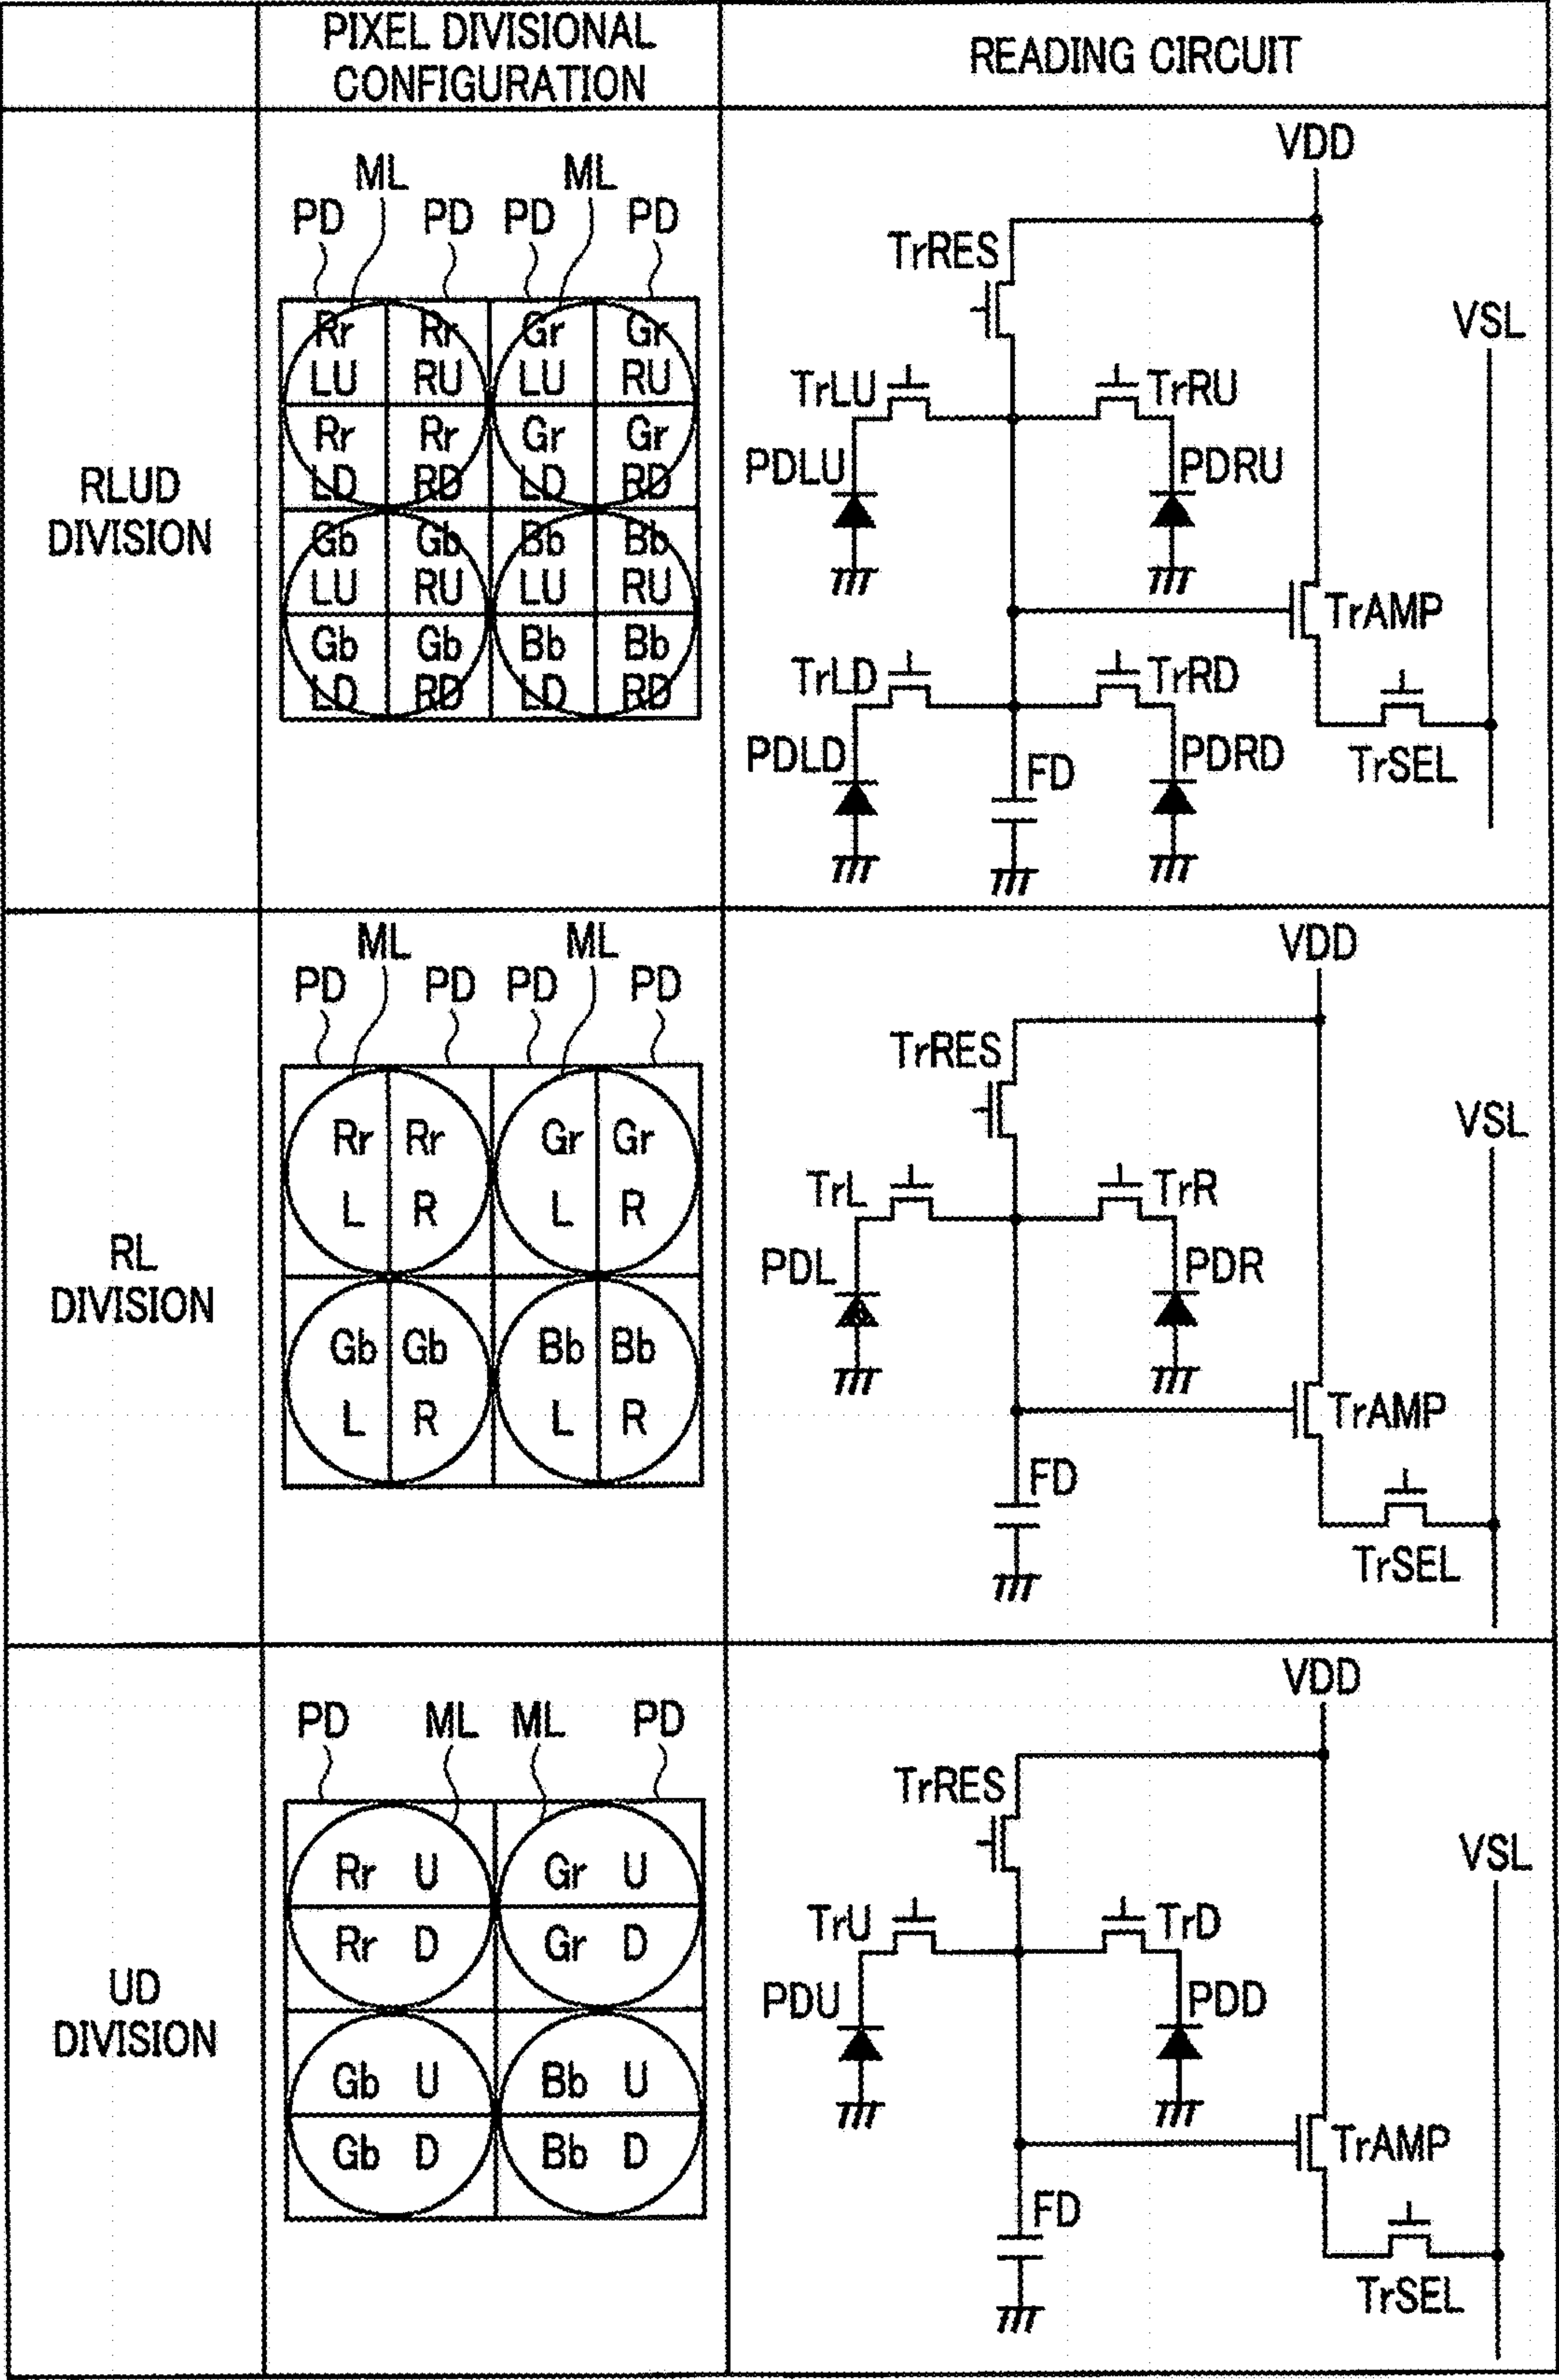 PIXEL DIVISIONAL
CONFIGURATION
READING CIRCUIT
RLUD
DIVISION
ML ML
PD PD PD PD
Rr Rr Gr Gr
LU RU LU RU
Rr Rr Gr Gr
LD RD LD RD
Gb Gb Bb Bb
LU RU LU RU
Gb Gb Bb Bb
LD RD LD RD
VDD
TrRES
VSL
TrLU TrRU
PDLU PDRU
TrAMP
TrLD TrRD
PDLD FD PDRD
TrSEL
RL
DIVISION
ML ML
PD PD PD PD
Rr Rr Gr Gr
L R L R
Gb Gb Bb Bb
L R L R
VDD
TrRES
VSL
TrL TrR
PDL PDR
TrAMP
FD
TrSEL
UD
DIVISION
PD ML ML PD
Rr U Gr U
Rr D Gr D
Gb U Bb U
Gb D Bb D
VDD
TrRES
VSL
TrU TrD
PDU PDD
TrAMP
FD
TrSEL